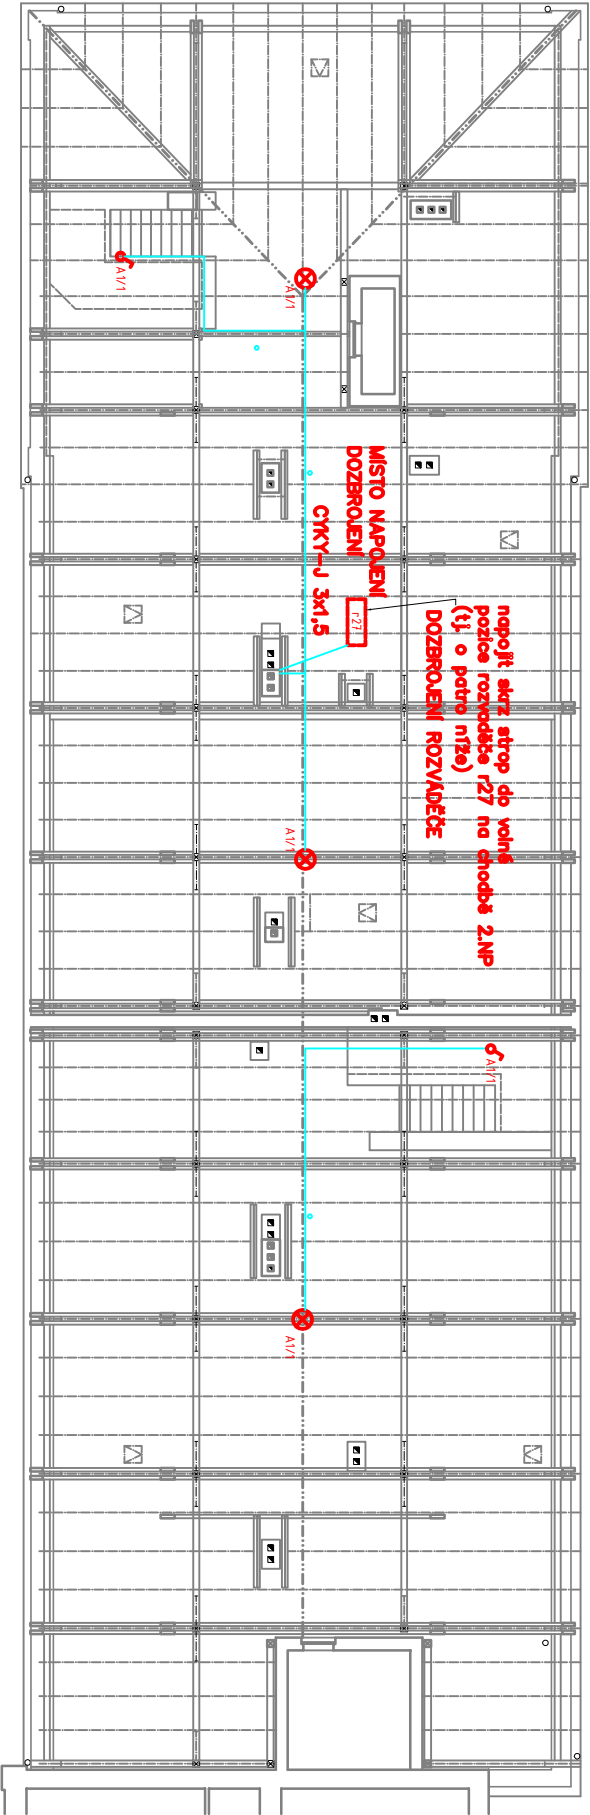 A1/1
A1/1
MÍSTO NAPOJENÍ
DOZBROJENÍ
CYKY-J 3x1,5
r27
napojit skrz strop do volné
pozice rozvaděče r27 na chodbě 2.NP
(tj. o patro níže)
DOZBROJENÍ ROZVADĚČE
A1/1
A1/1
A1/1